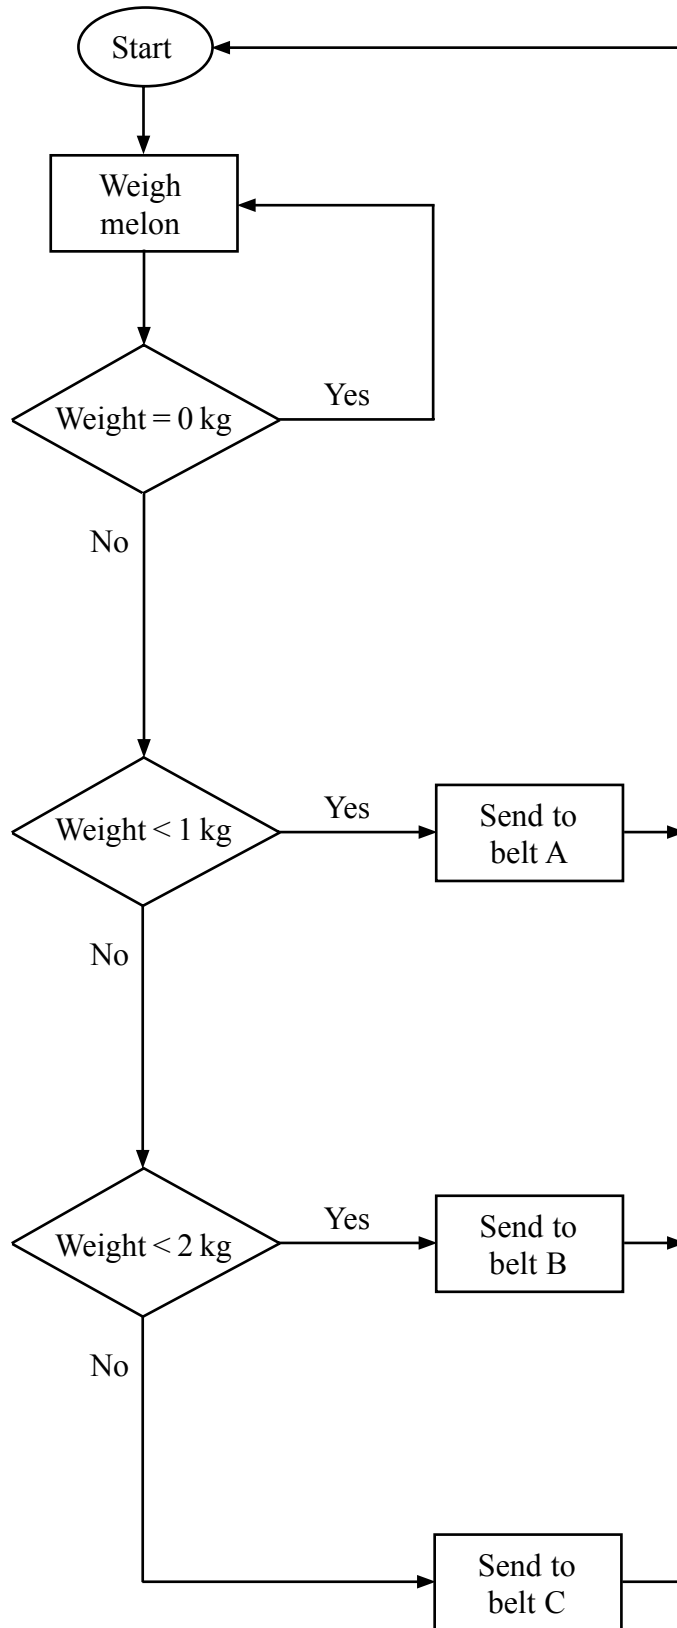 Start
Weigh
melon
Weight = 0 kg
Yes
No
Weight < 1 kg
Yes
Send to
belt A
No
Weight < 2 kg
Yes
Send to
belt B
No
Send to
belt C